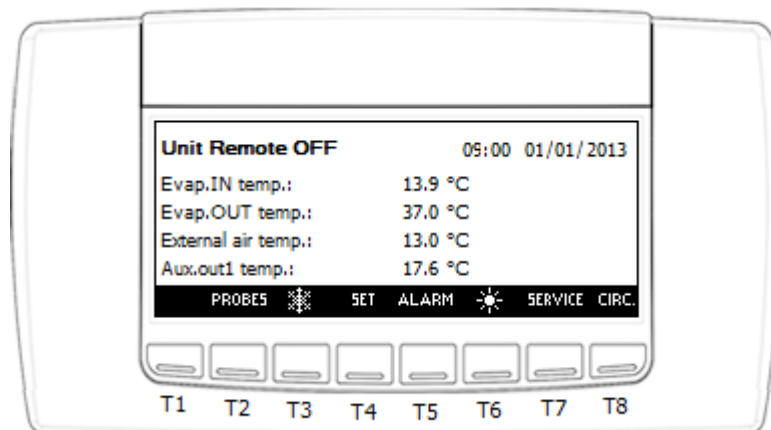 Unit Remote OFF 09:00 01/01/2013
Evap.IN temp.: 13.9 °C
Evap.OUT temp.: 37.0 °C
External air temp.: 13.0 °C
Aux.out1 temp.: 17.6 °C
PROBES SET ALARM SERVICE CIRC.
T1 T2 T3 T4 T5 T6 T7 T8